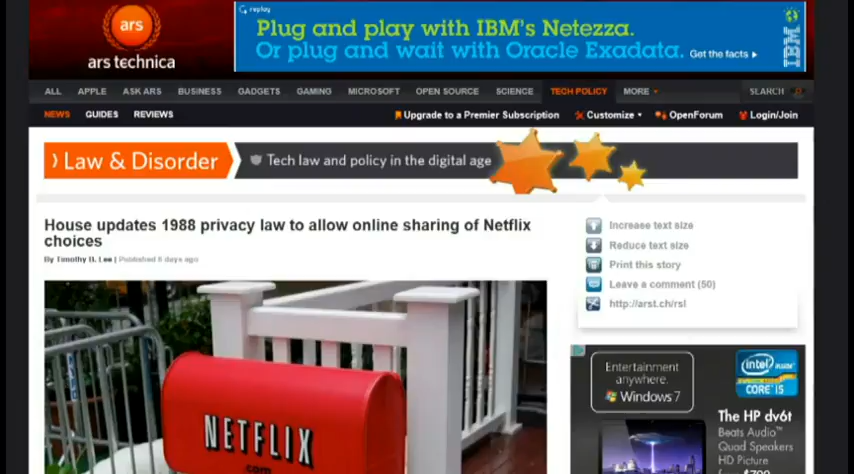 ars
ars technica
replay
Plug and play with IBM's Netezza.
Or plug and wait with Oracle Exadata.
Get the facts
IBM
ALL APPLE ASK ARS BUSINESS GADGETS GAMING MICROSOFT OPEN SOURCE SCIENCE TECH POLICY MORE SEARCH
NEWS GUIDES REVIEWS Upgrade to a Premier Subscription Customize OpenForum Login/Join
Law & Disorder
Tech law and policy in the digital age
House updates 1988 privacy law to allow online sharing of Netflix
choices
By Timothy B. Lee | Published 6 days ago
Increase text size
Reduce text size
Print this story
Leave a comment (50)
http://arst.ch/rsl
NETFLIX
.com
Entertainment
anywhere.
Windows 7
intel inside
CORE i5
The HP dv6t
Beats Audio™
Quad Speakers
HD Picture